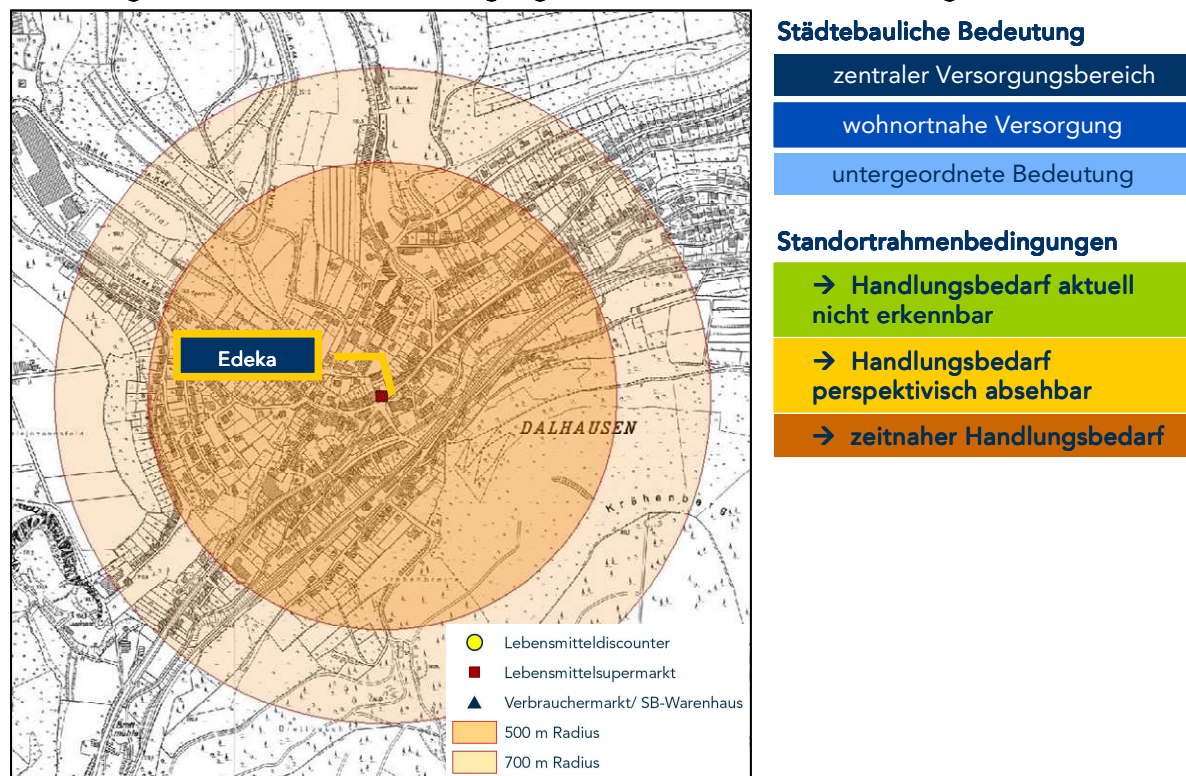 Städtebauliche Bedeutung
zentraler Versorgungsbereich
wohnortnahe Versorgung
untergeordnete Bedeutung
Standortrahmenbedingungen
→ Handlungsbedarf aktuell
nicht erkennbar
→ Handlungsbedarf
perspektivisch absehbar
→ zeitnaher Handlungsbedarf
Edeka
DALHAUSEN
Krähenberg
Lebensmitteldiscounter
Lebensmittelsupermarkt
Verbrauchermarkt/ SB-Warenhaus
500 m Radius
700 m Radius